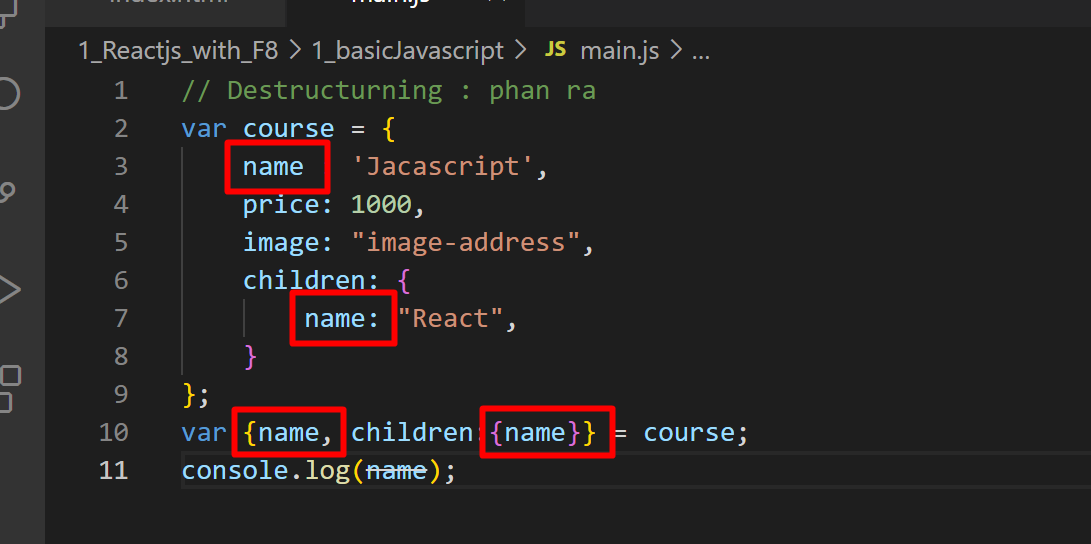 main.js
1_Reactjs_with_F8 > 1_basicJavascript > JS main.js > ...
1 // Destructurning : phan ra
2 var course = {
3 name 'Jacascript',
4 price: 1000,
5 image: "image-address",
6 children: {
7 name: "React",
8 }
9 };
10 var {name, children:{name}} = course;
11 console.log(name);